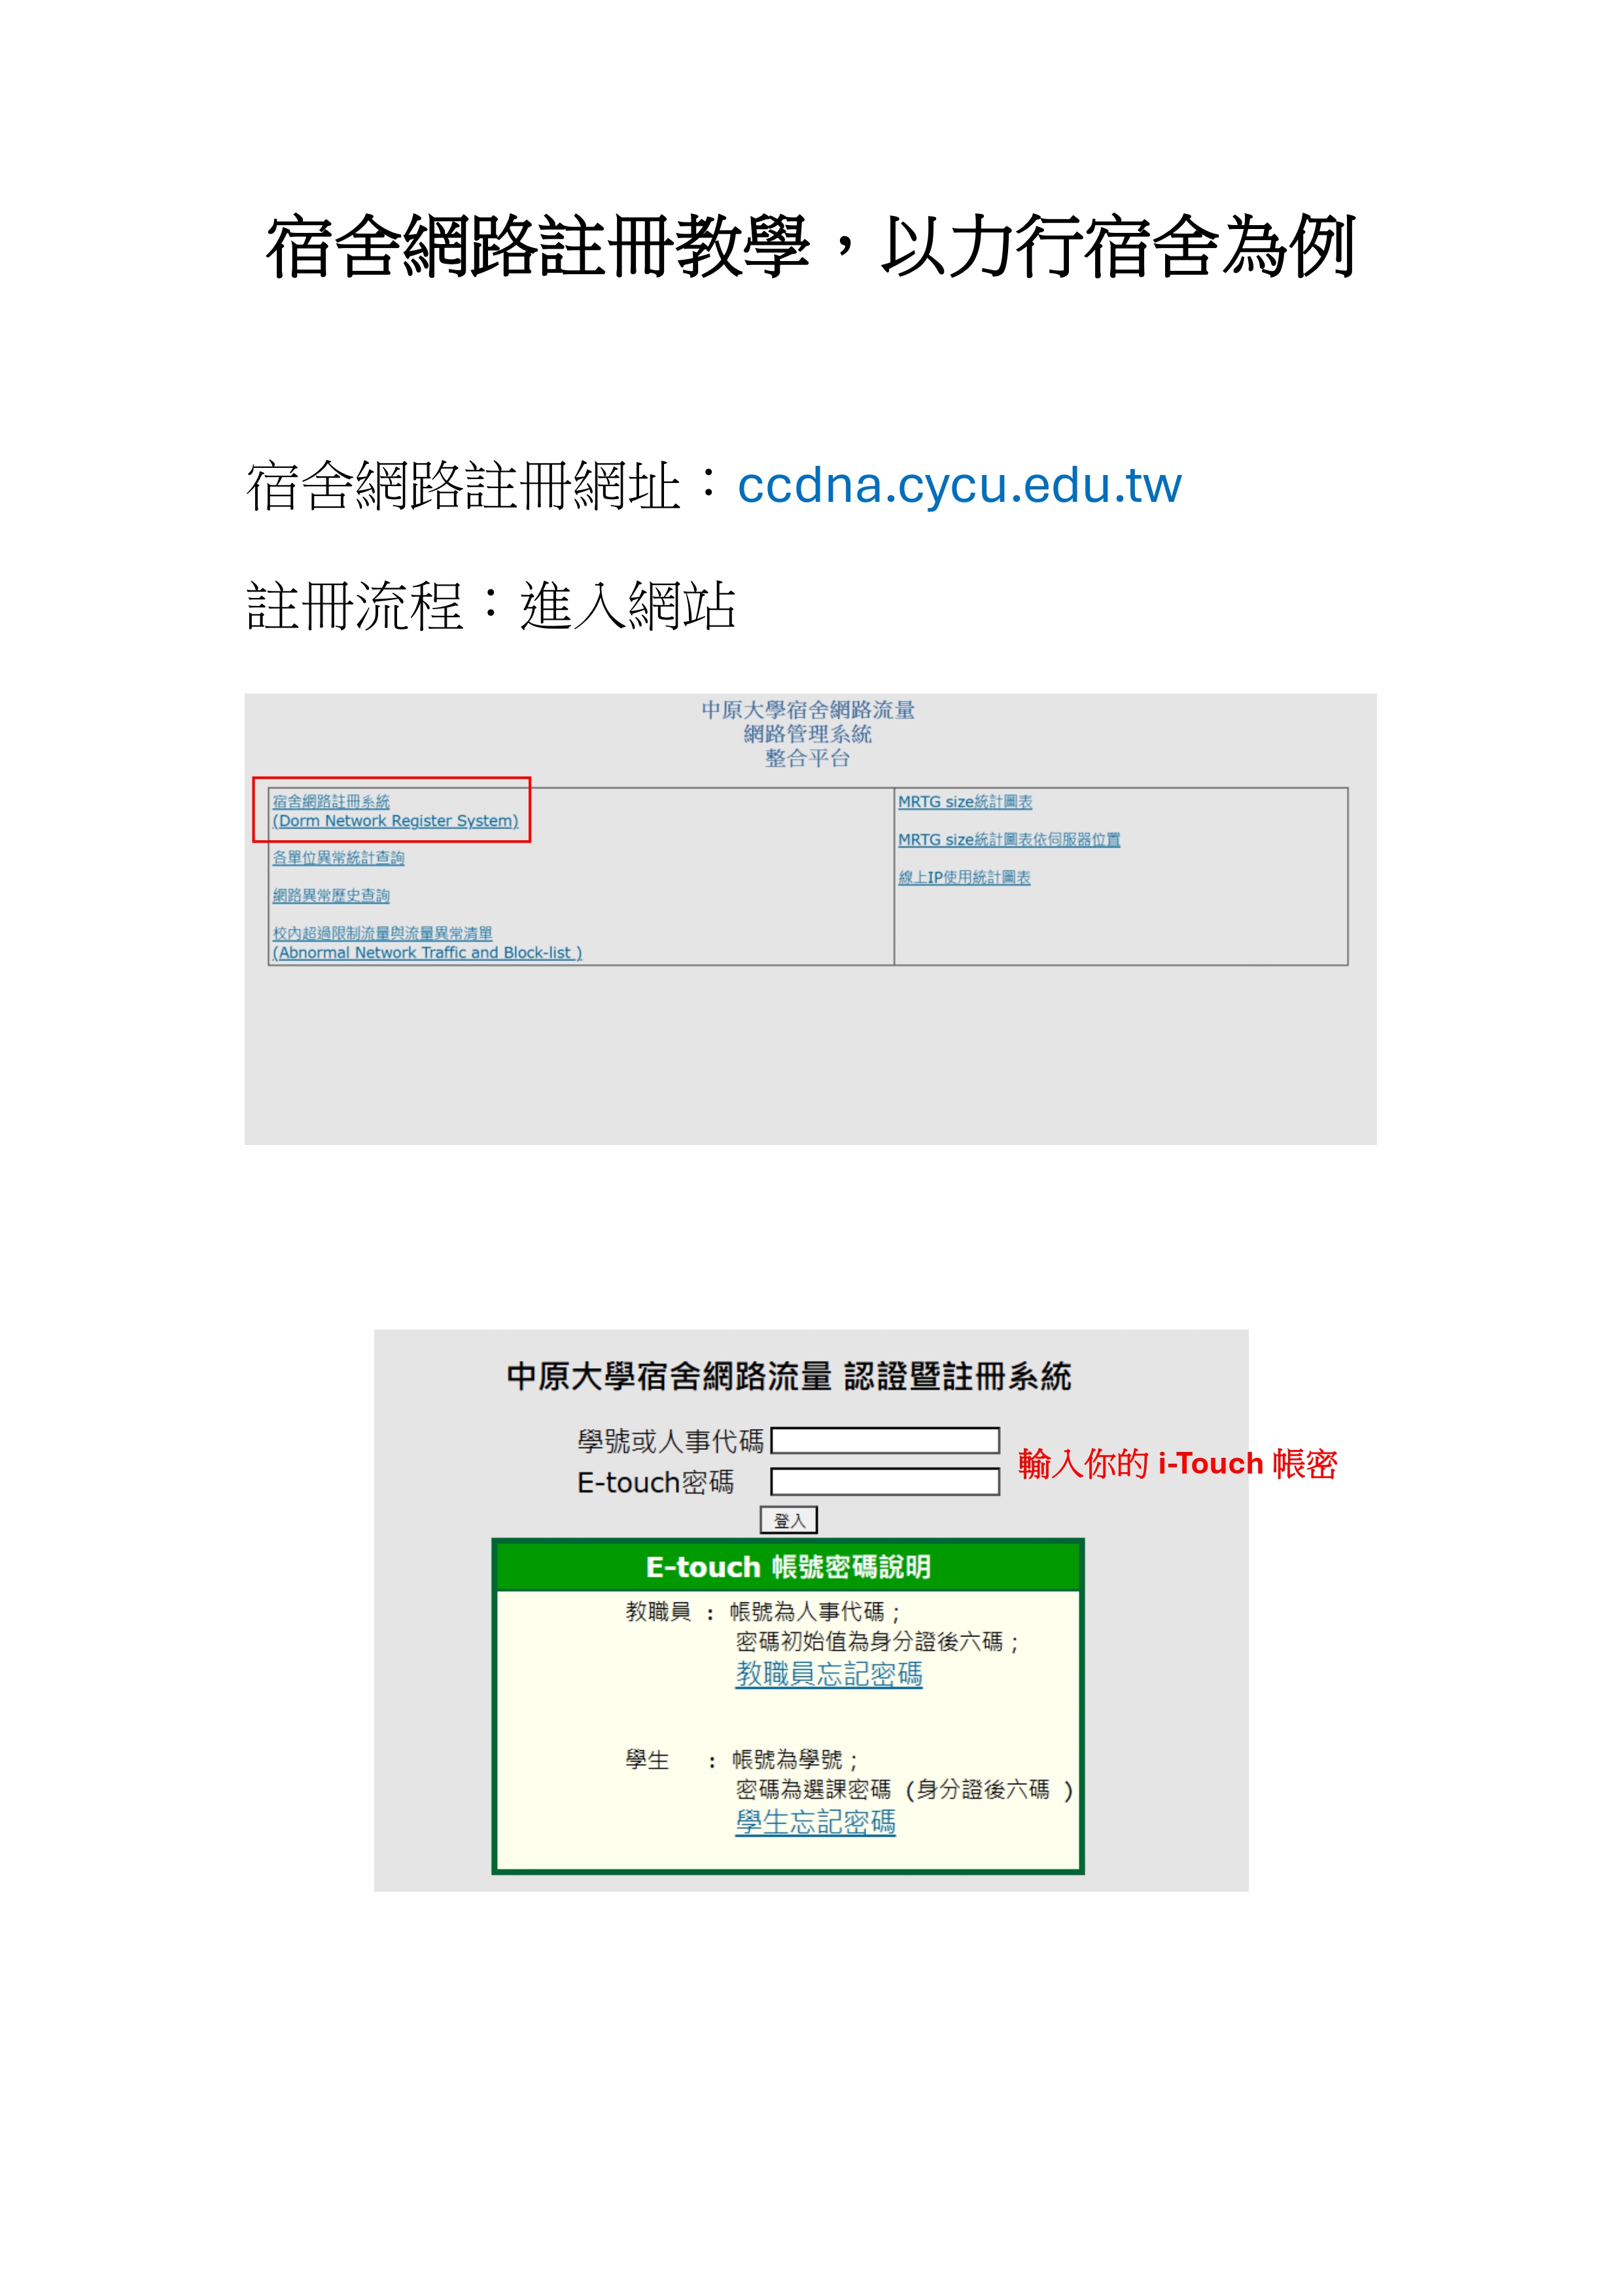 宿舍網路註冊教學，以力行宿舍為例
宿舍網路註冊網址：ccdna.cycu.edu.tw
註冊流程：進入網站
中原大學宿舍網路流量
網路管理系統
整合平台
宿舍網路註冊系統
(Dorm Network Register System)
各單位異常統計查詢
網路異常歷史查詢
校內超過限制流量與流量異常清單
(Abnormal Network Traffic and Block-list )
MRTG size統計圖表
MRTG size統計圖表依伺服器位置
線上IP使用統計圖表
中原大學宿舍網路流量 認證暨註冊系統
學號或人事代碼
E-touch密碼
輸入你的 i-Touch 帳密
登入
E-touch 帳號密碼說明
教職員 : 帳號為人事代碼；
密碼初始值為身分證後六碼；
教職員忘記密碼
學生 : 帳號為學號；
密碼為選課密碼 (身分證後六碼 )
學生忘記密碼